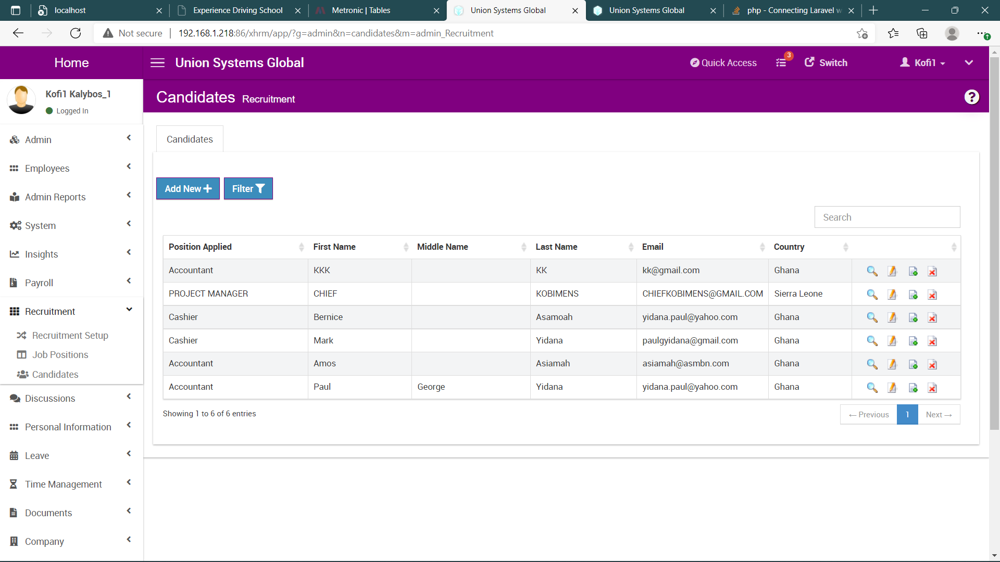 localhost
Experience Driving School
Metronic | Tables
Union Systems Global
Union Systems Global
php - Connecting Laravel w
Not secure
192.168.1.218:86/xhrm/app/?g=admin&n=candidates&m=admin_Recruitment
Home
Union Systems Global
Quick Access
3
Switch
Kofi1
Kofi1 Kalybos_1
Logged In
Candidates Recruitment
?
Admin
Employees
Admin Reports
System
Insights
Payroll
Recruitment
Recruitment Setup
Job Positions
Candidates
Discussions
Personal Information
Leave
Time Management
Documents
Company
Candidates
Add New
Filter
Search
Position Applied First Name Middle Name Last Name Email Country
Accountant KKK KK kk@gmail.com Ghana
PROJECT MANAGER CHIEF KOBIMENS CHIEFKOBIMENS@GMAIL.COM Sierra Leone
Cashier Bernice Asamoah yidana.paul@yahoo.com Ghana
Cashier Mark Yidana paulgyidana@gmail.com Ghana
Accountant Amos Asiamah asiamah@asmbn.com Ghana
Accountant Paul George Yidana yidana.paul@yahoo.com Ghana
Showing 1 to 6 of 6 entries
← Previous 1 Next →